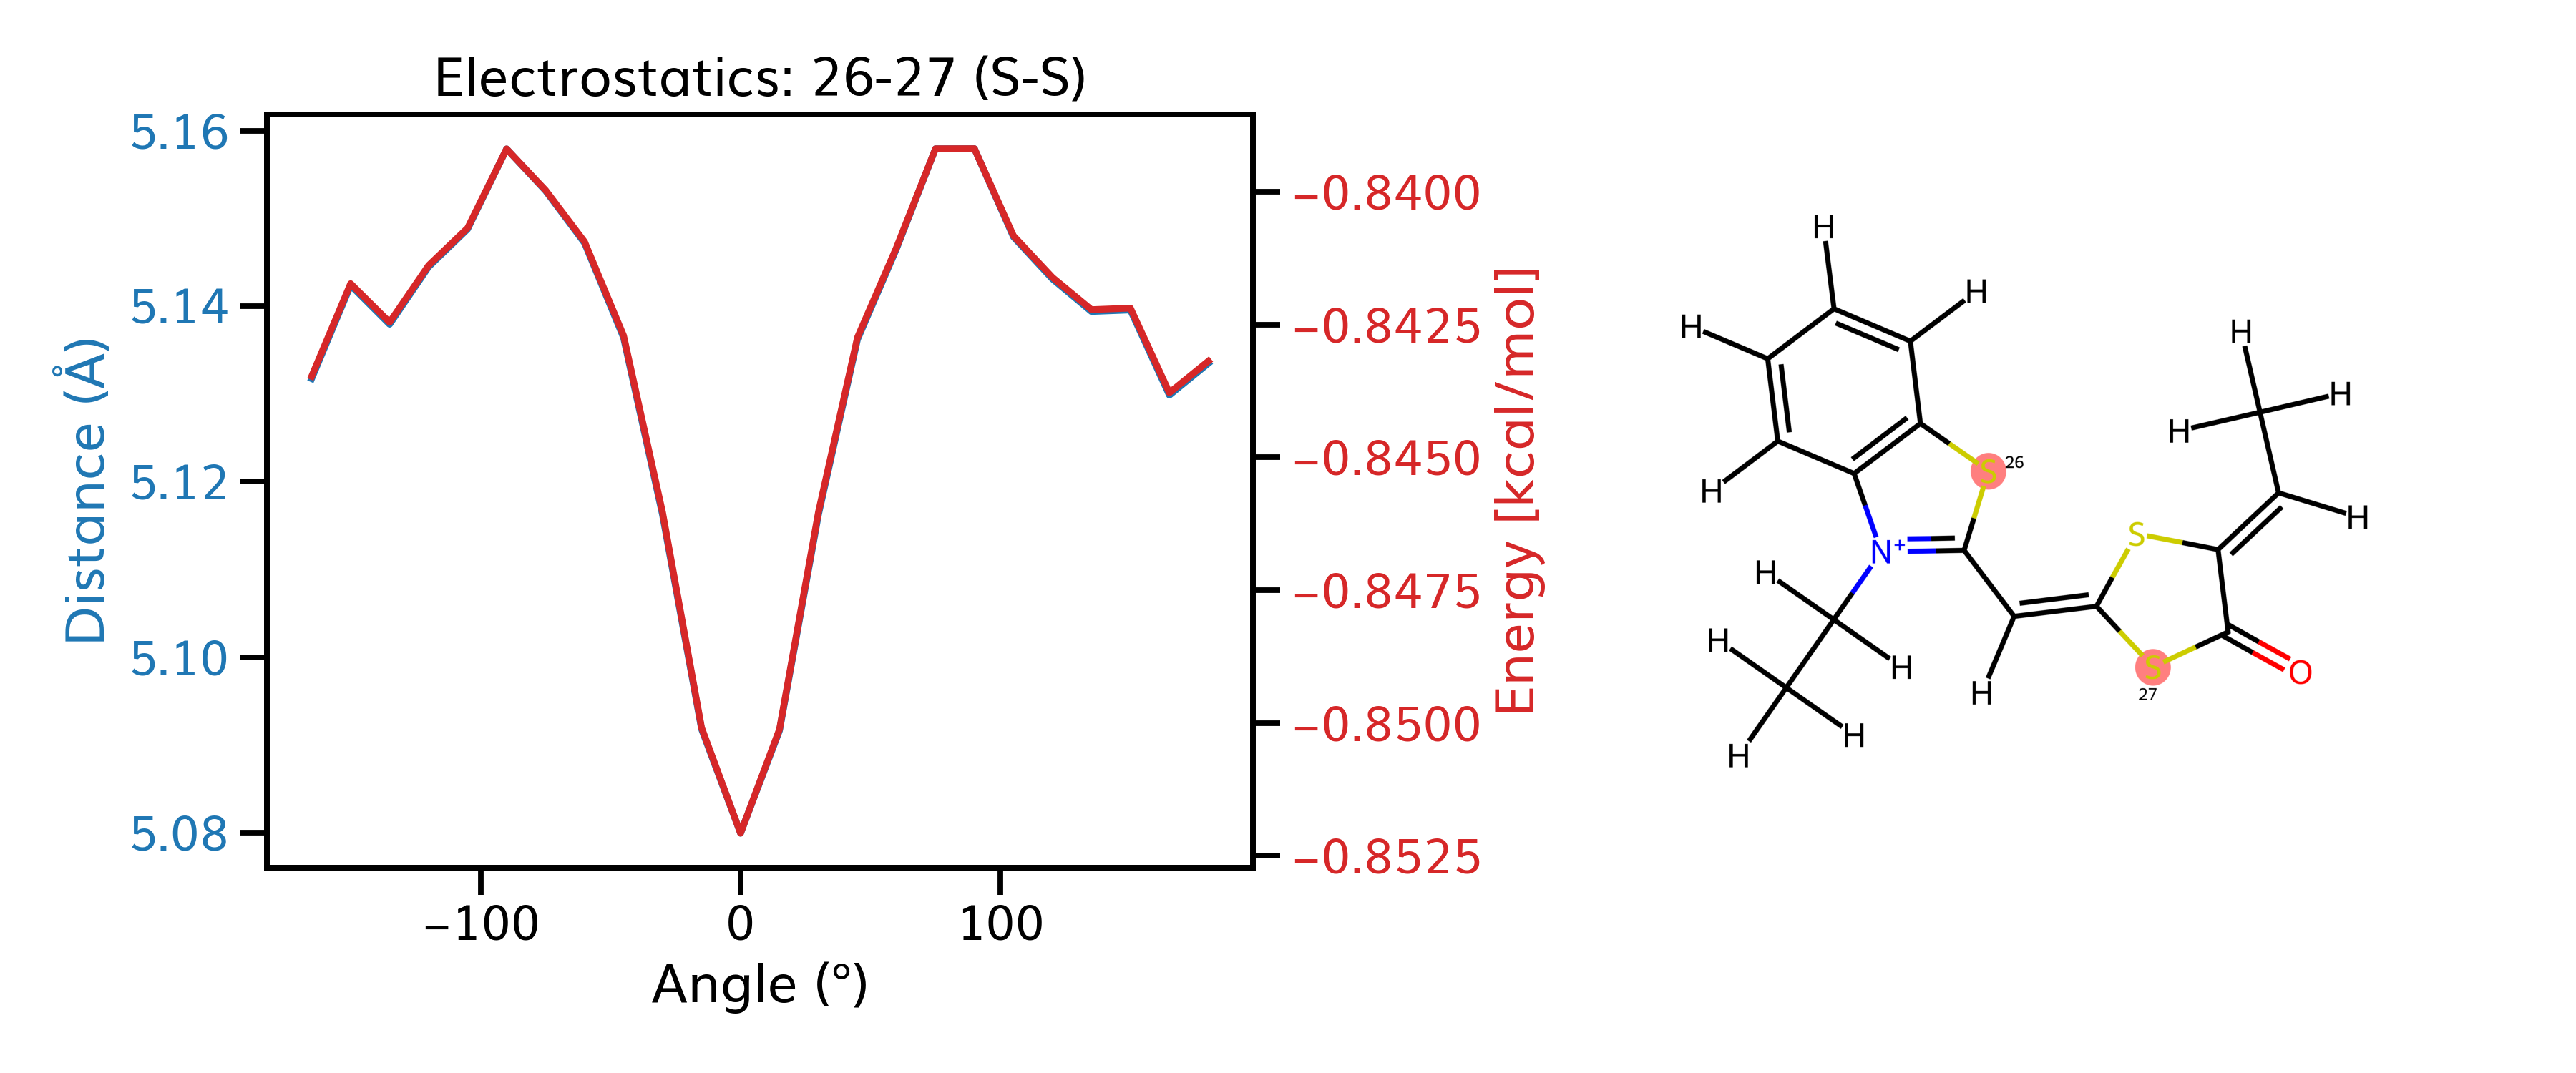 Electrostatics: 26-27 (S-S)
5.16
5.14
5.12
5.10
5.08
Distance (Å)
−100
0
100
Angle (°)
−0.8400
−0.8425
−0.8450
−0.8475
−0.8500
−0.8525
Energy [kcal/mol]
H
H
H
H
H
H
H
S 26
H
S
H
N+
H
H
H
S
27
O
H
H
H